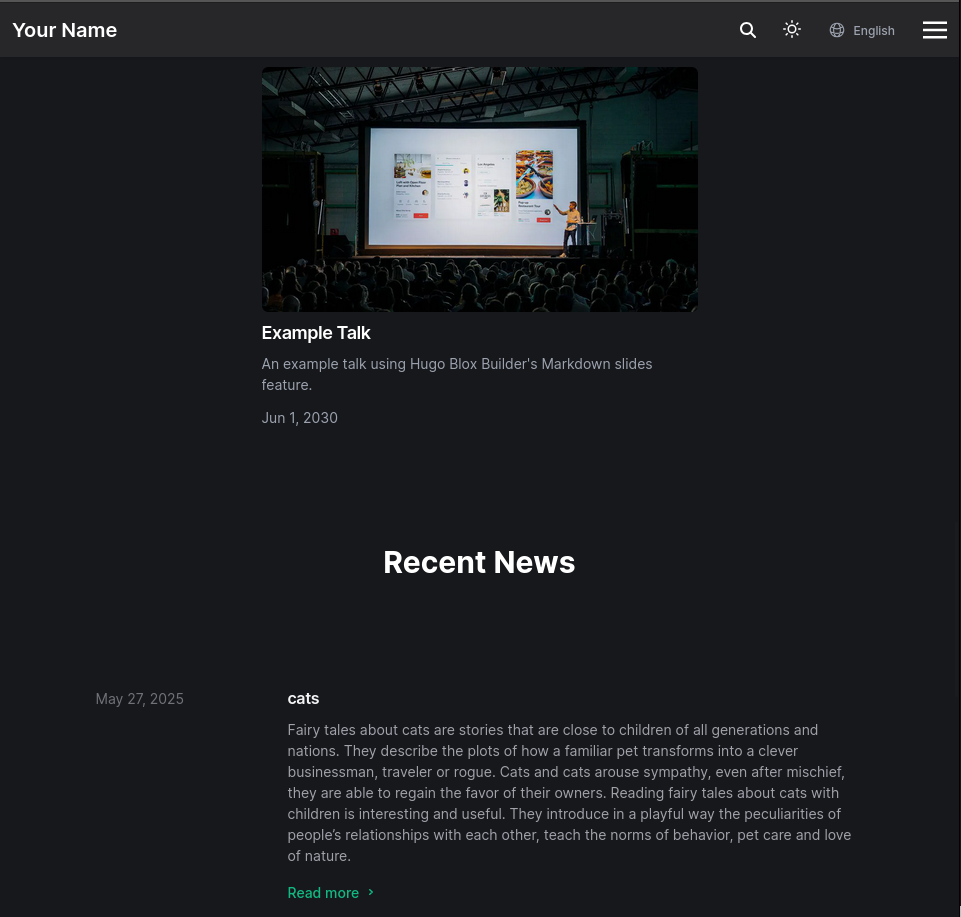 Your Name
English
Example Talk
An example talk using Hugo Blox Builder's Markdown slides
feature.
Jun 1, 2030
Recent News
May 27, 2025
cats
Fairy tales about cats are stories that are close to children of all generations and
nations. They describe the plots of how a familiar pet transforms into a clever
businessman, traveler or rogue. Cats and cats arouse sympathy, even after mischief,
they are able to regain the favor of their owners. Reading fairy tales about cats with
children is interesting and useful. They introduce in a playful way the peculiarities of
people’s relationships with each other, teach the norms of behavior, pet care and love
of nature.
Read more